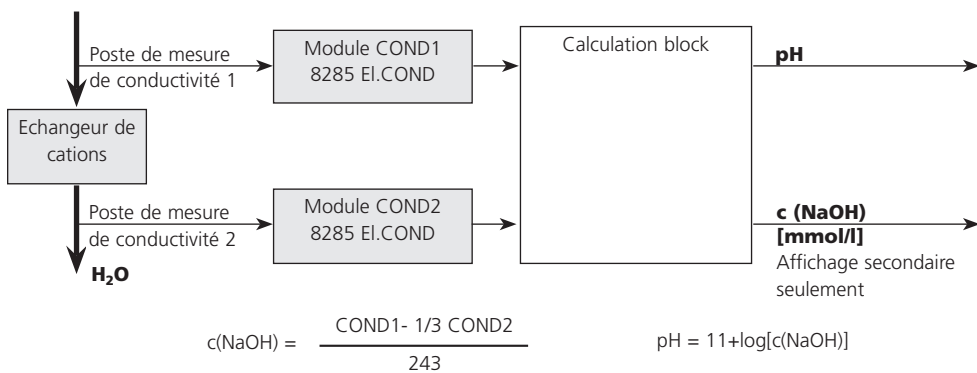 Poste de mesure
de conductivité 1
Module COND1
8285 El.COND
Calculation block
pH
Echangeur de
cations
Poste de mesure
de conductivité 2
Module COND2
8285 El.COND
c (NaOH)
[mmol/l]
Affichage secondaire
seulement
H₂O
c(NaOH) = COND1- 1/3 COND2
243
pH = 11+log[c(NaOH)]